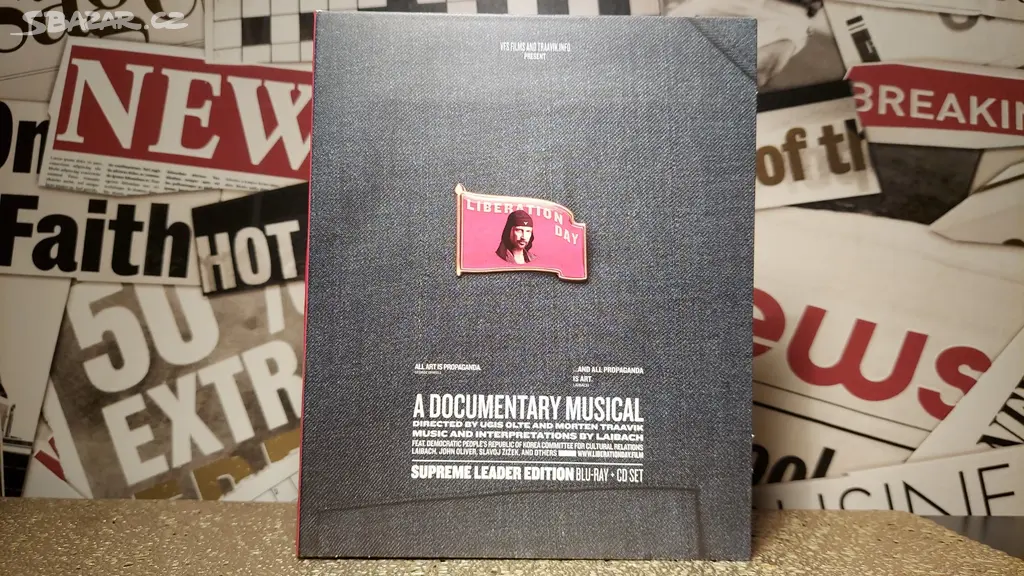 SBAZAR.CZ
NEW
On
Faith
HOT
50%
EXTR
BREAKIN
of th
ews
USINE
VFS FILMS AND TRAAVIK.INFO
PRESENT
LIBERATION
DAY
ALL ART IS PROPAGANDA
...AND ALL PROPAGANDA
IS ART.
A DOCUMENTARY MUSICAL
DIRECTED BY UGIS OLTE AND MORTEN TRAAVIK
MUSIC AND INTERPRETATIONS BY LAIBACH
THE DEMOCRATIC PEOPLE'S REPUBLIC OF KOREA COMMITTEE FOR CULTURAL RELATIONS
LAIBACH, JOHN OLIVER, SLAVOJ ŽIŽEK, AND OTHERS WWW.LIBERATIONDAY.FILM
SUPREME LEADER EDITION BLU-RAY + CD SET